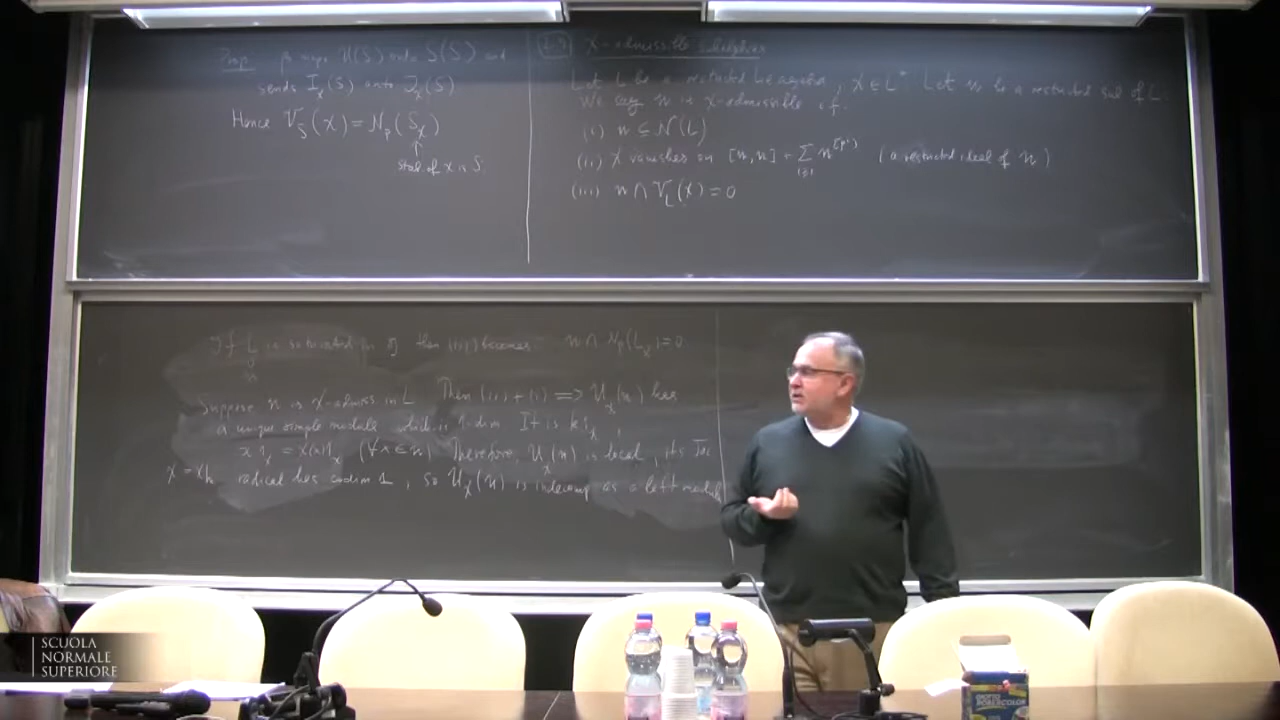 Prop β maps U(S) onto S(S) and
sends I_χ(S) onto J_χ(S)
Hence V_S(χ) = N_p(S_χ)
↑
stab of χ in S
χ-admissible subalgebras
Let L be a restricted Lie algebra, χ ∈ L* Let n be a restricted sub of L.
We say n is χ-admissible if:
(i) n ⊆ N(L)
(ii) χ vanishes on [n,n] + ∑_{i≥1} n^{[p^i]} (a restricted ideal of n)
(iii) n ∩ V_L(χ) = 0
If L is saturated in g then (iii) becomes n ∩ N_p(L_χ) = 0
Suppose n is χ-admiss in L Then (ii) + (i) ⟹ U_χ(n) has
a unique simple module which is 1-dim It is k1_χ,
x1_χ = χ(x)1_χ (∀x ∈ n) Therefore, U_χ(n) is local, its Jac
radical has codim 1, so U_χ(n) is indecomp as a left module
SCUOLA
NORMALE
SUPERIORE